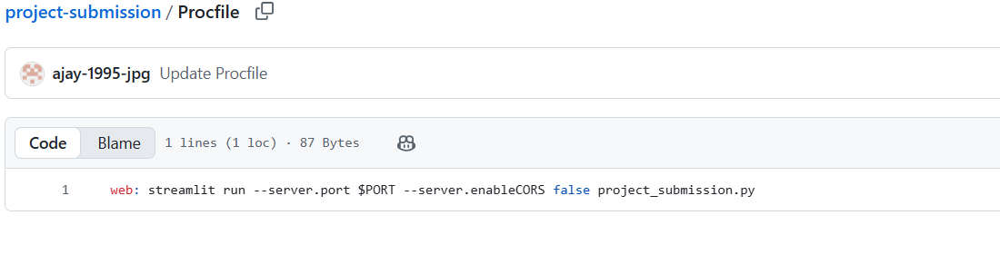 project-submission / Procfile
ajay-1995-jpg Update Procfile
Code Blame 1 lines (1 loc) · 87 Bytes
1 web: streamlit run --server.port $PORT --server.enableCORS false project_submission.py